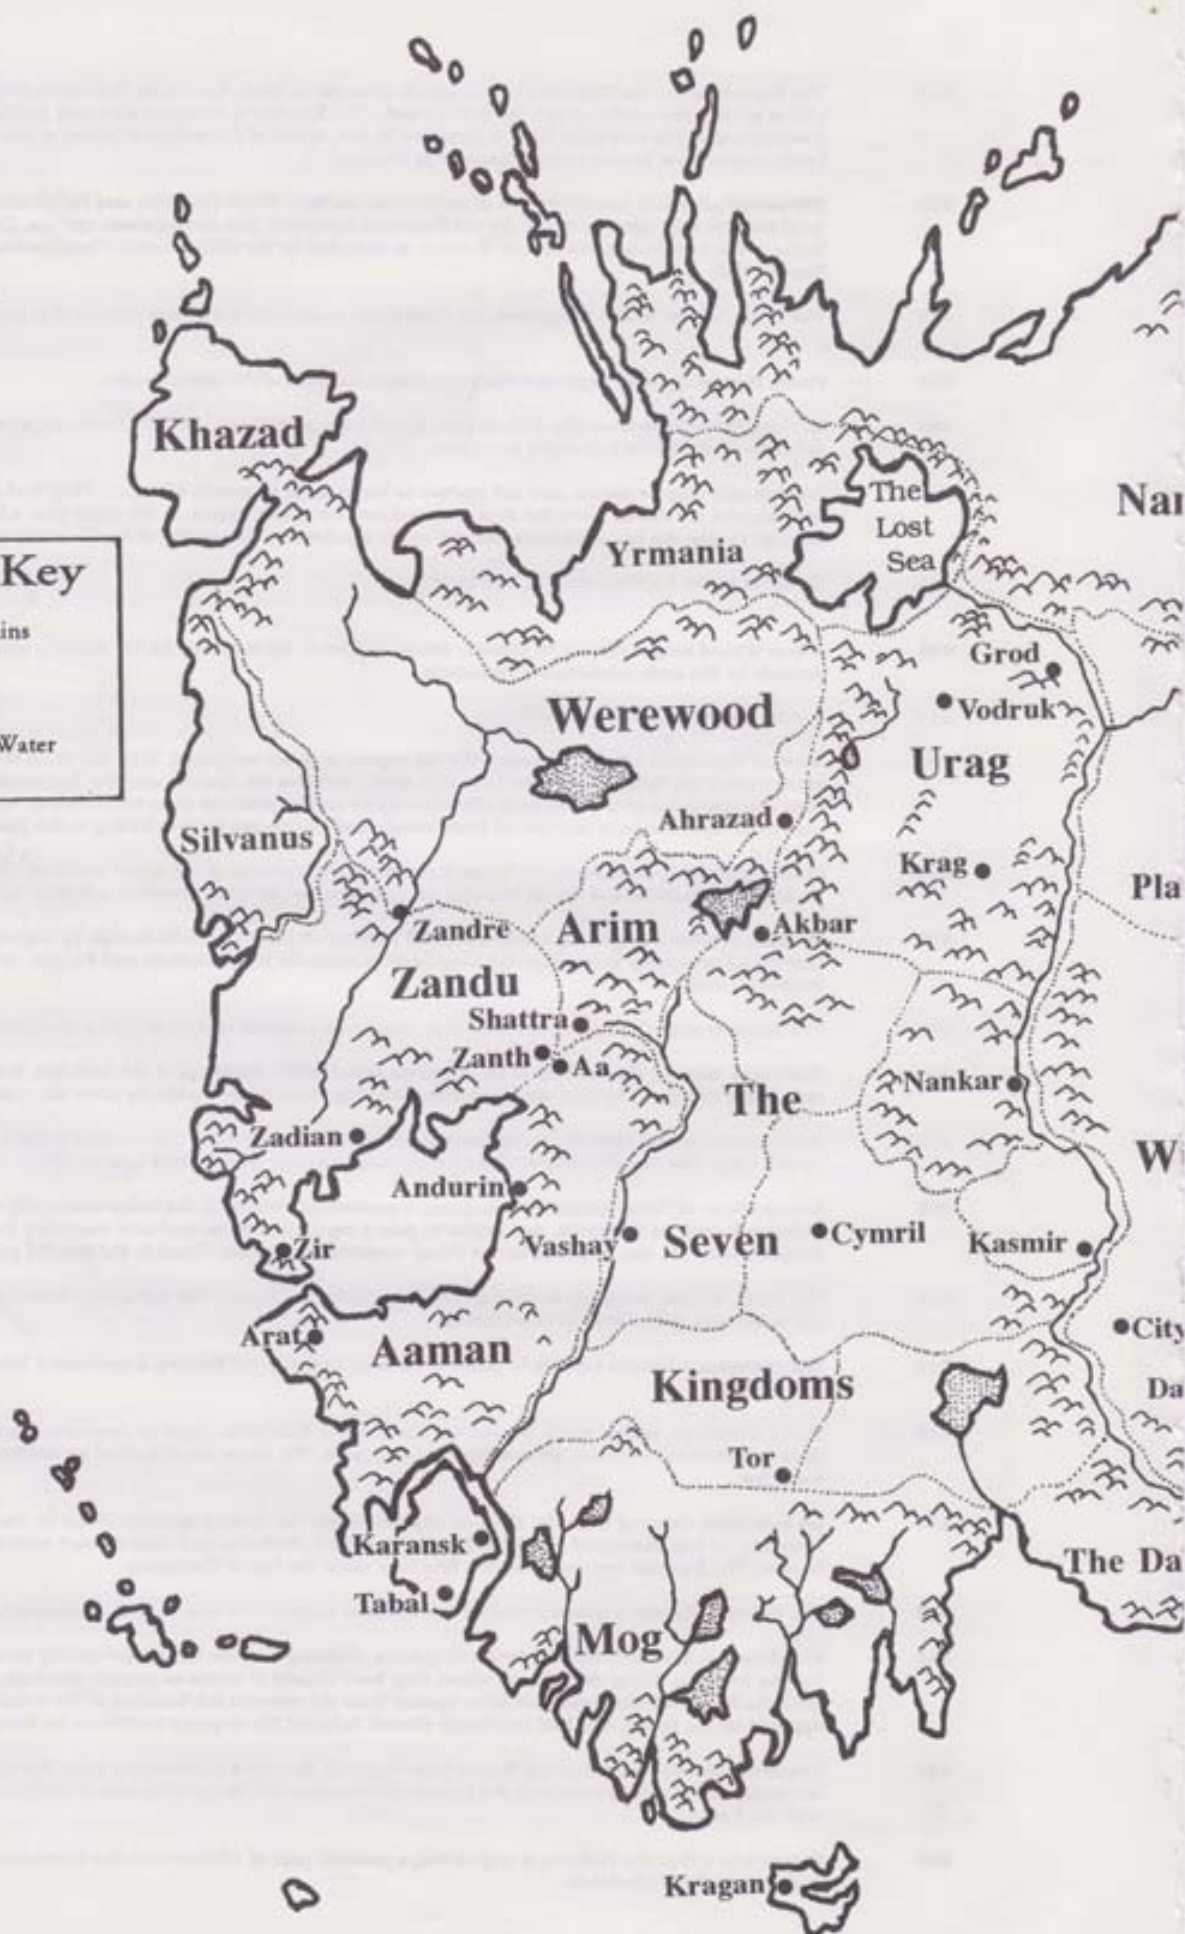 Khazad
The
Lost
Sea
Nar
Key
Yrmania
ins
Grod
Werewood
Vodruk
Water
Urag
Ahrazad
Silvanus
Krag
Pla
Zandre
Arim
Akbar
Zandu
Shattra
Zanth
Aa
The
Nankar
Zadian
W
Andurin
Zir
Vashay
Seven
Cymril
Kasmir
Arat
Aaman
City
Kingdoms
Da
Tor
Karansk
The Da
Tabal
Mog
Kragan